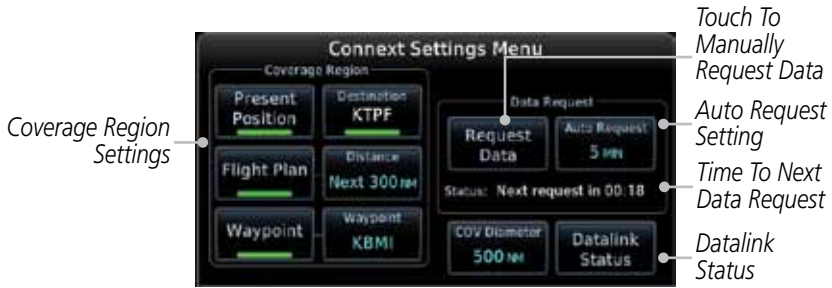 Connext Settings Menu
Coverage Region
Present
Position
Destination
KTPF
Flight Plan
Distance
Next 300 NM
Waypoint
Waypoint
KBMI
Data Request
Request
Data
Auto Request
5 MIN
Status: Next request in 00:18
COV Diameter
500 NM
Datalink
Status
Coverage Region
Settings
Touch To
Manually
Request Data
Auto Request
Setting
Time To Next
Data Request
Datalink
Status